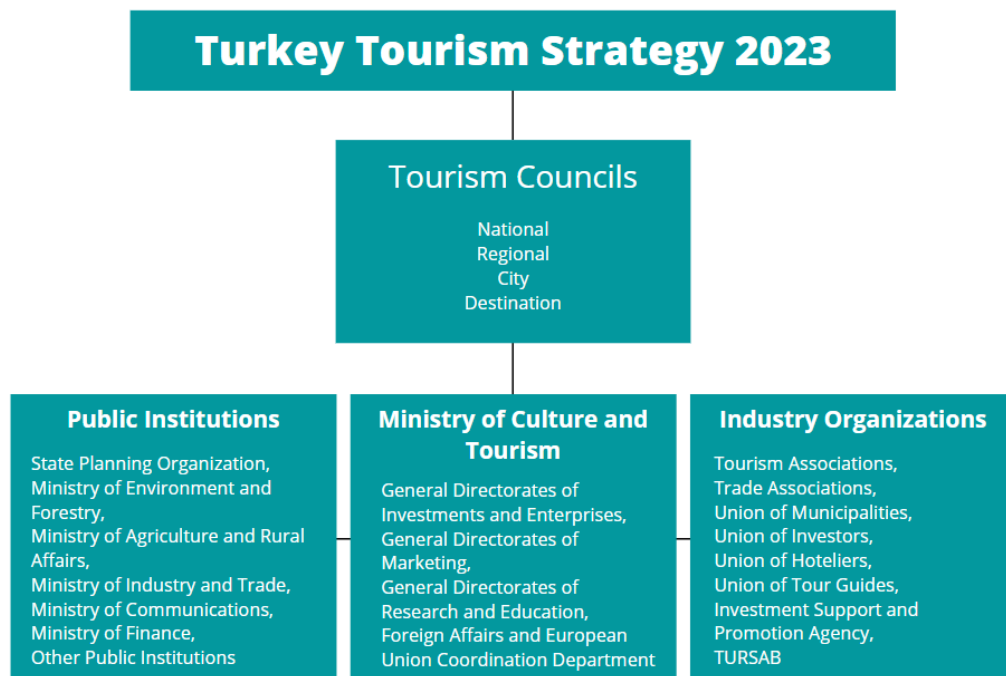 Turkey Tourism Strategy 2023
Tourism Councils
National
Regional
City
Destination
Public Institutions
State Planning Organization,
Ministry of Environment and
Forestry,
Ministry of Agriculture and Rural
Affairs,
Ministry of Industry and Trade,
Ministry of Communications,
Ministry of Finance,
Other Public Institutions
Ministry of Culture and
Tourism
General Directorates of
Investments and Enterprises,
General Directorates of
Marketing,
General Directorates of
Research and Education,
Foreign Affairs and European
Union Coordination Department
Industry Organizations
Tourism Associations,
Trade Associations,
Union of Municipalities,
Union of Investors,
Union of Hoteliers,
Union of Tour Guides,
Investment Support and
Promotion Agency,
TURSAB